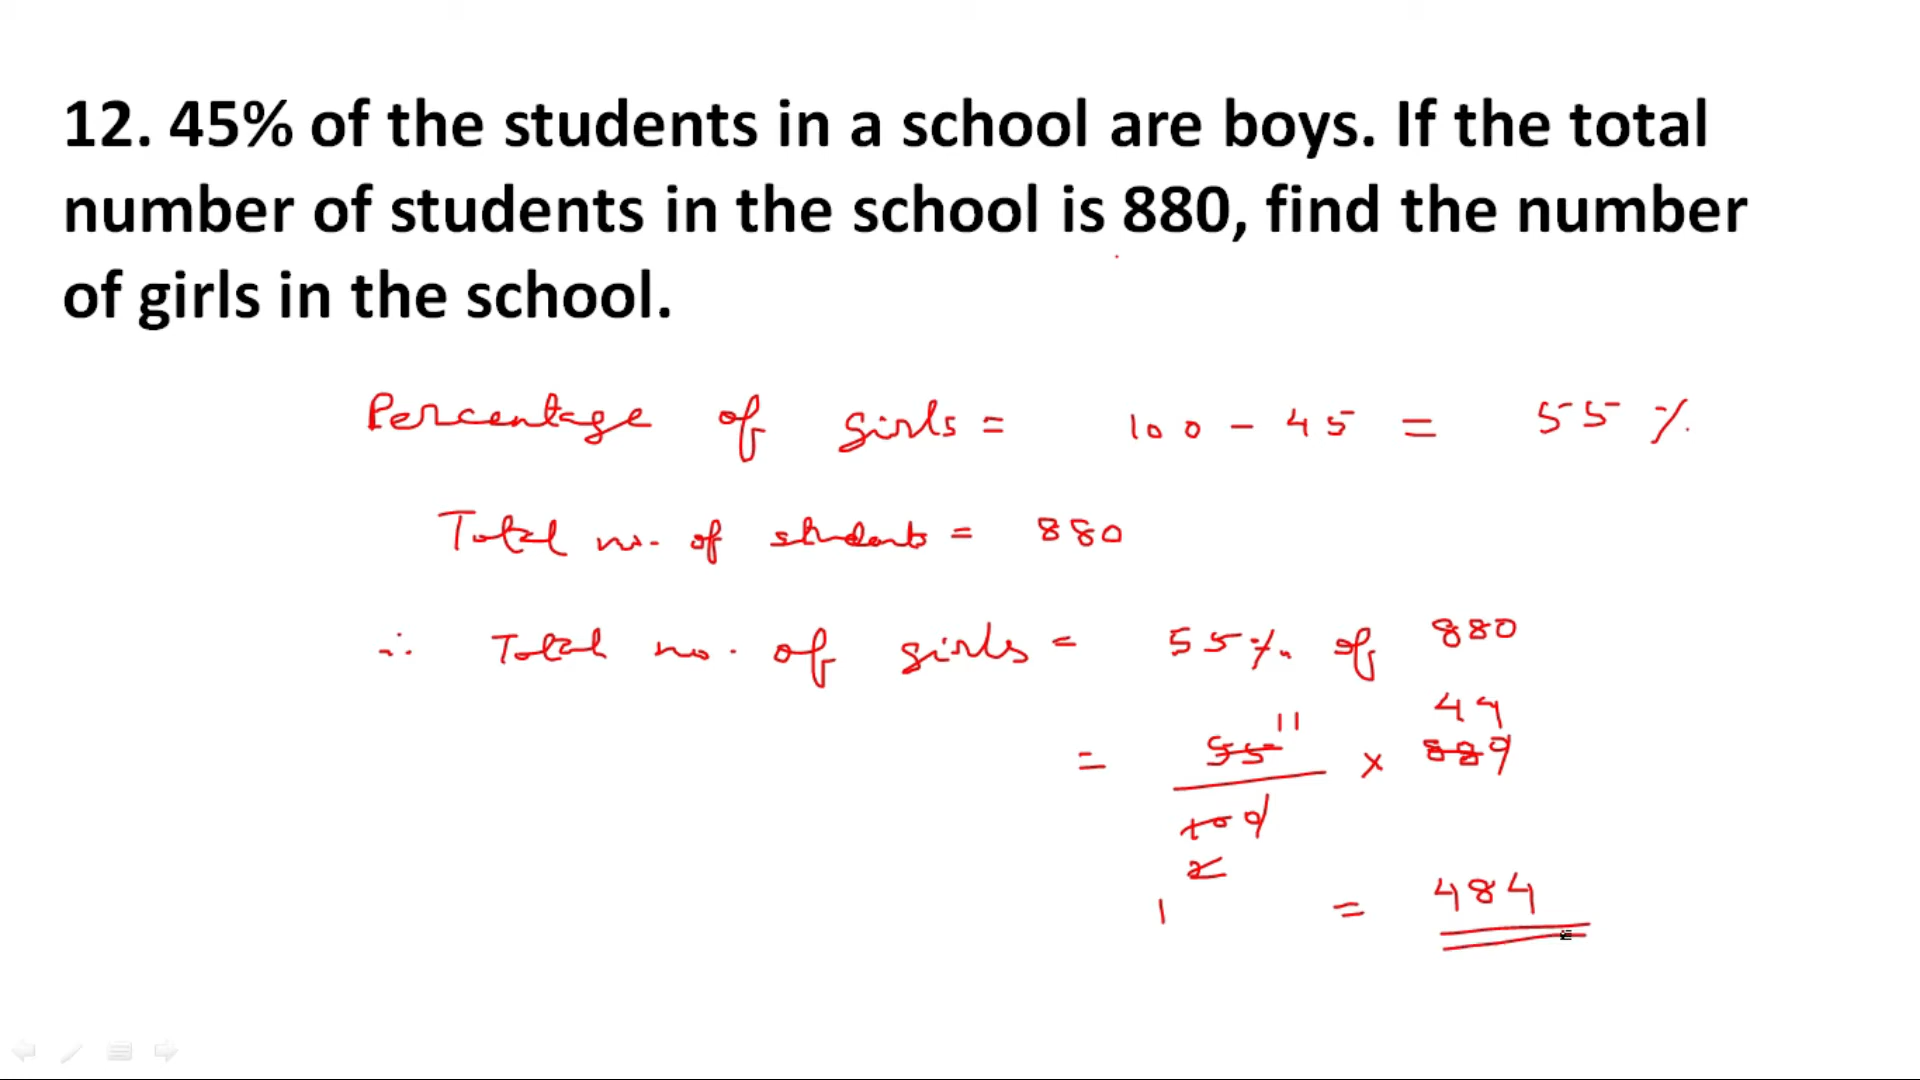 12. 45% of the students in a school are boys. If the total
number of students in the school is 880, find the number
of girls in the school.
Percentage of girls = 100 - 45 = 55 %
Total no. of students = 880
∴ Total no. of girls = 55% of 880
11 44
= 55 × 880
100
2
1 = 484